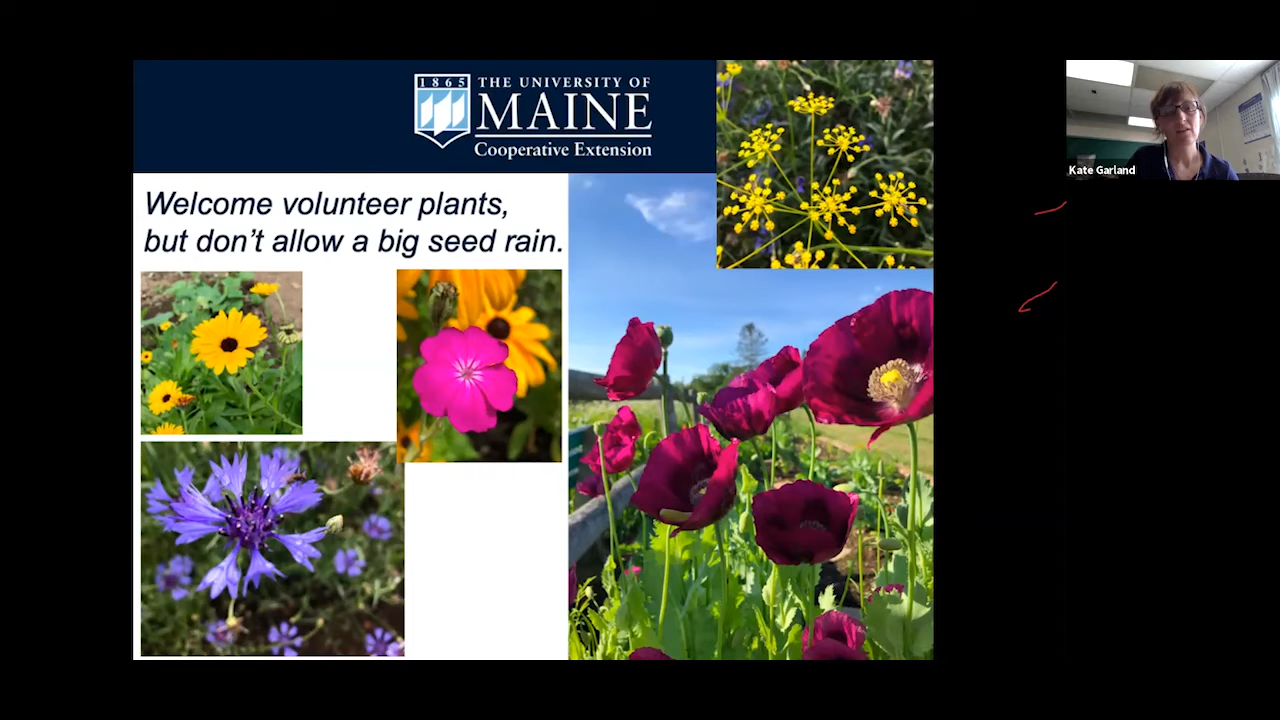 1865
THE UNIVERSITY OF
MAINE
Cooperative Extension
Welcome volunteer plants,
but don't allow a big seed rain.
Kate Garland